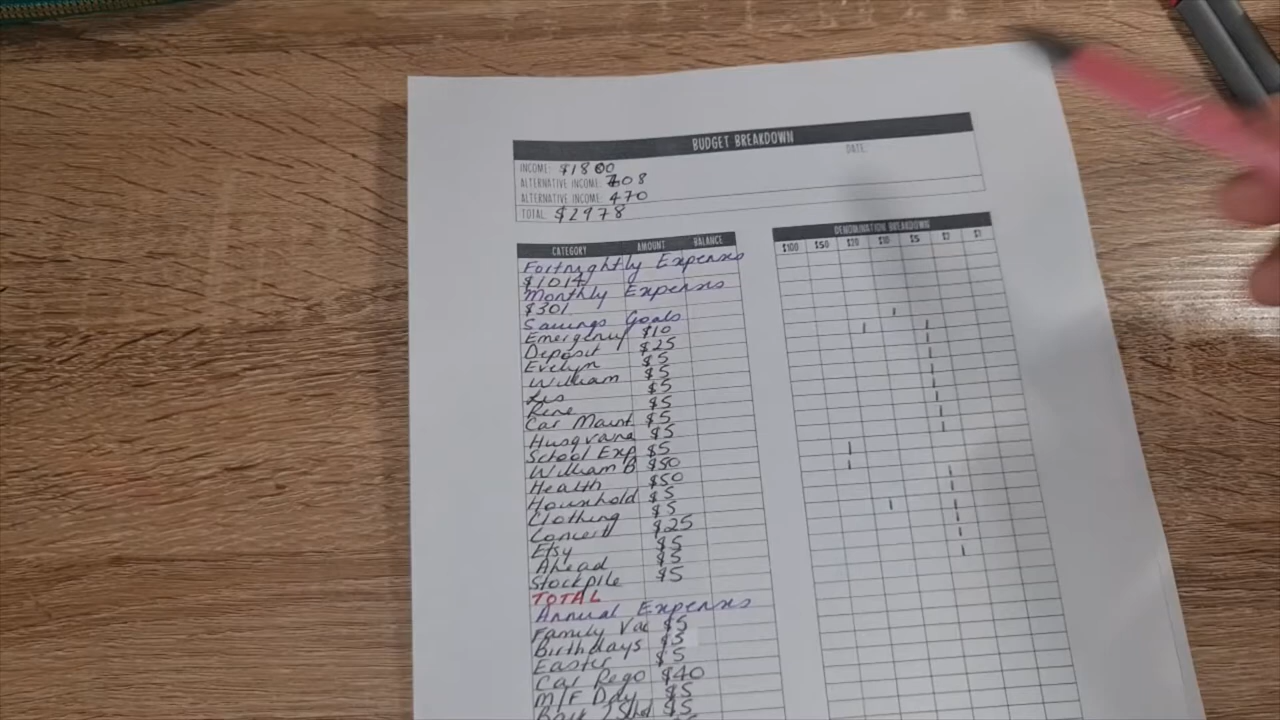 BUDGET BREAKDOWN
INCOME: $1800 DATE:
ALTERNATIVE INCOME: 708
ALTERNATIVE INCOME: 470
TOTAL: $2978
CATEGORY AMOUNT BALANCE
Fortnightly Expenses
$1014
Monthly Expenses
$301
Savings Goals
Emergency $10
Deposit $25
Evelyn $5
William $5
$5
Rene $5
Car Maint $5
Husqvarna $5
School Exp $5
William B $50
Health $50
Household $5
Clothing $5
Concert $25
Etsy $5
Ahead $5
Stockpile $5
TOTAL
Annual Expenses
Family Vac $5
Birthdays $5
Easter $5
Car Rego $40
M/F Day $5
$5
DENOMINATION BREAKDOWN
$100 $50 $20 $10 $5 $2 $1